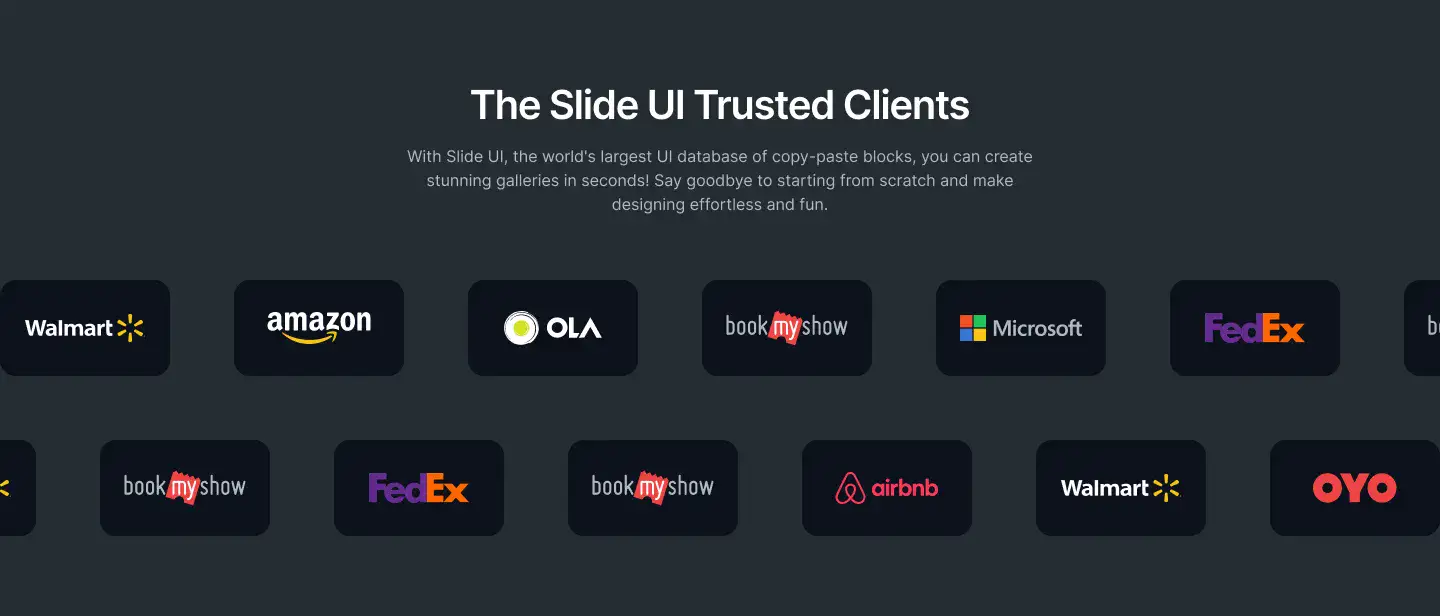 The Slide UI Trusted Clients
With Slide UI, the world's largest UI database of copy-paste blocks, you can create
stunning galleries in seconds! Say goodbye to starting from scratch and make
designing effortless and fun.
Walmart
amazon
OLA
bookmyshow
Microsoft
FedEx
bookmyshow
FedEx
bookmyshow
airbnb
Walmart
OYO